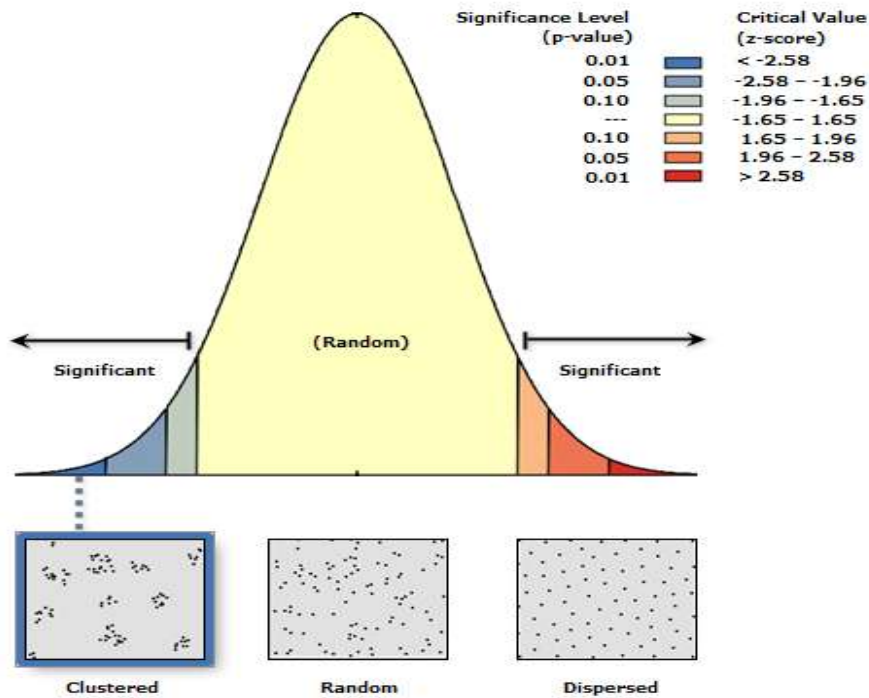 Significance Level Critical Value
(p-value) (z-score)
0.01 < -2.58
0.05 -2.58 – -1.96
0.10 -1.96 – -1.65
--- -1.65 – 1.65
0.10 1.65 – 1.96
0.05 1.96 – 2.58
0.01 > 2.58
(Random)
Significant Significant
Clustered Random Dispersed